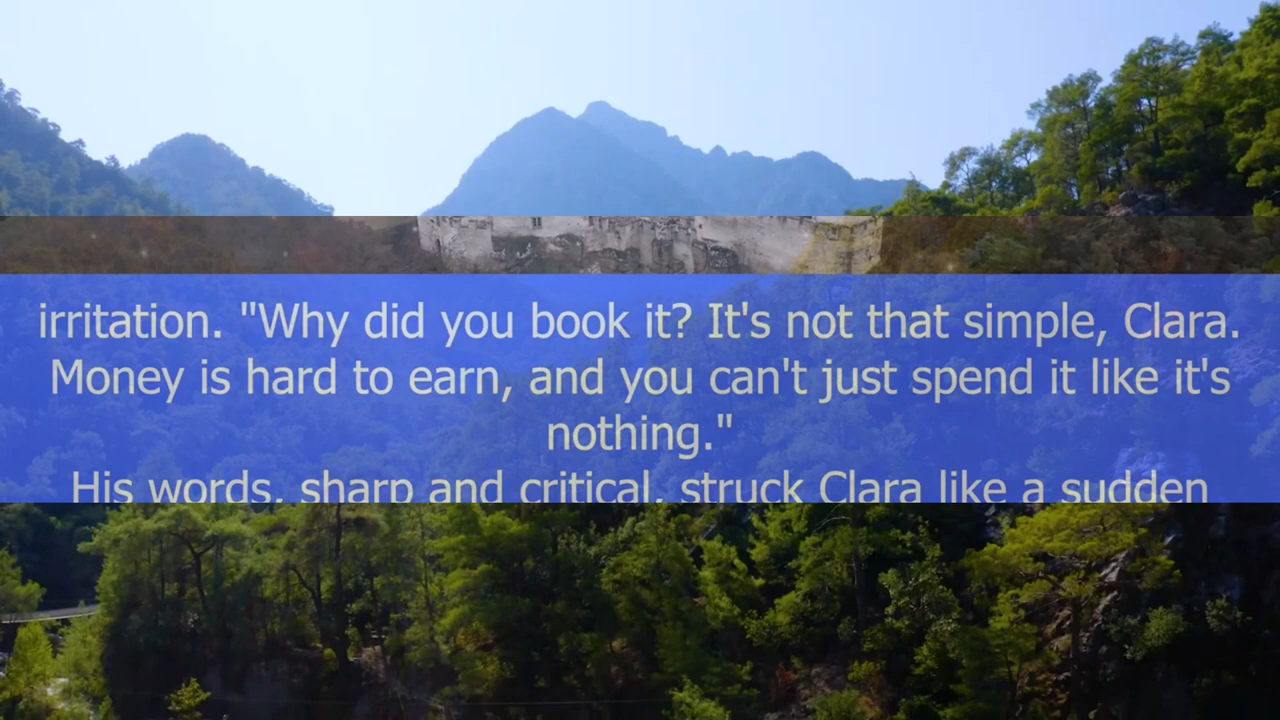 irritation. "Why did you book it? It's not that simple, Clara.
Money is hard to earn, and you can't just spend it like it's
nothing."
His words, sharp and critical, struck Clara like a sudden